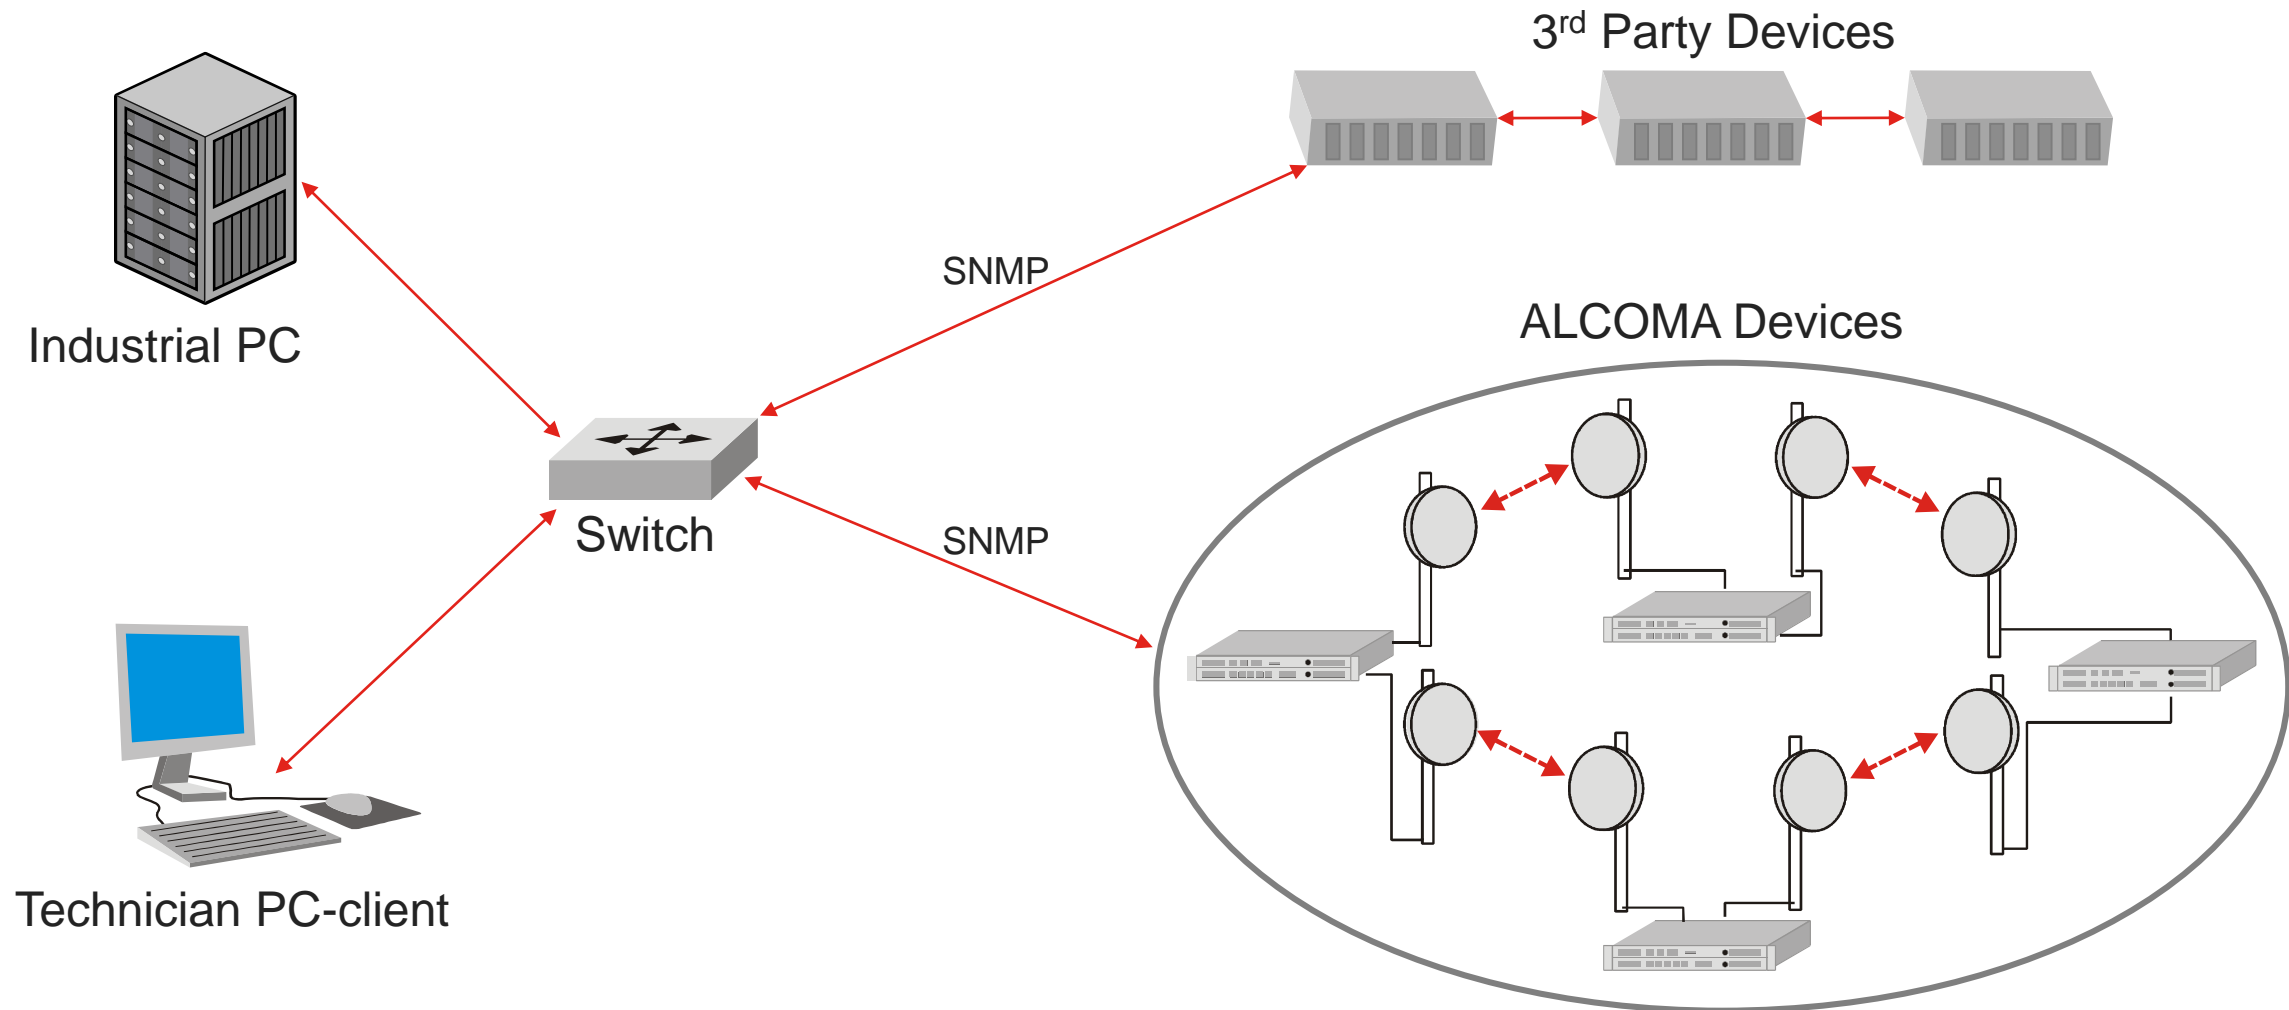 3rd Party Devices
SNMP
Industrial PC
ALCOMA Devices
Switch
SNMP
Technician PC-client